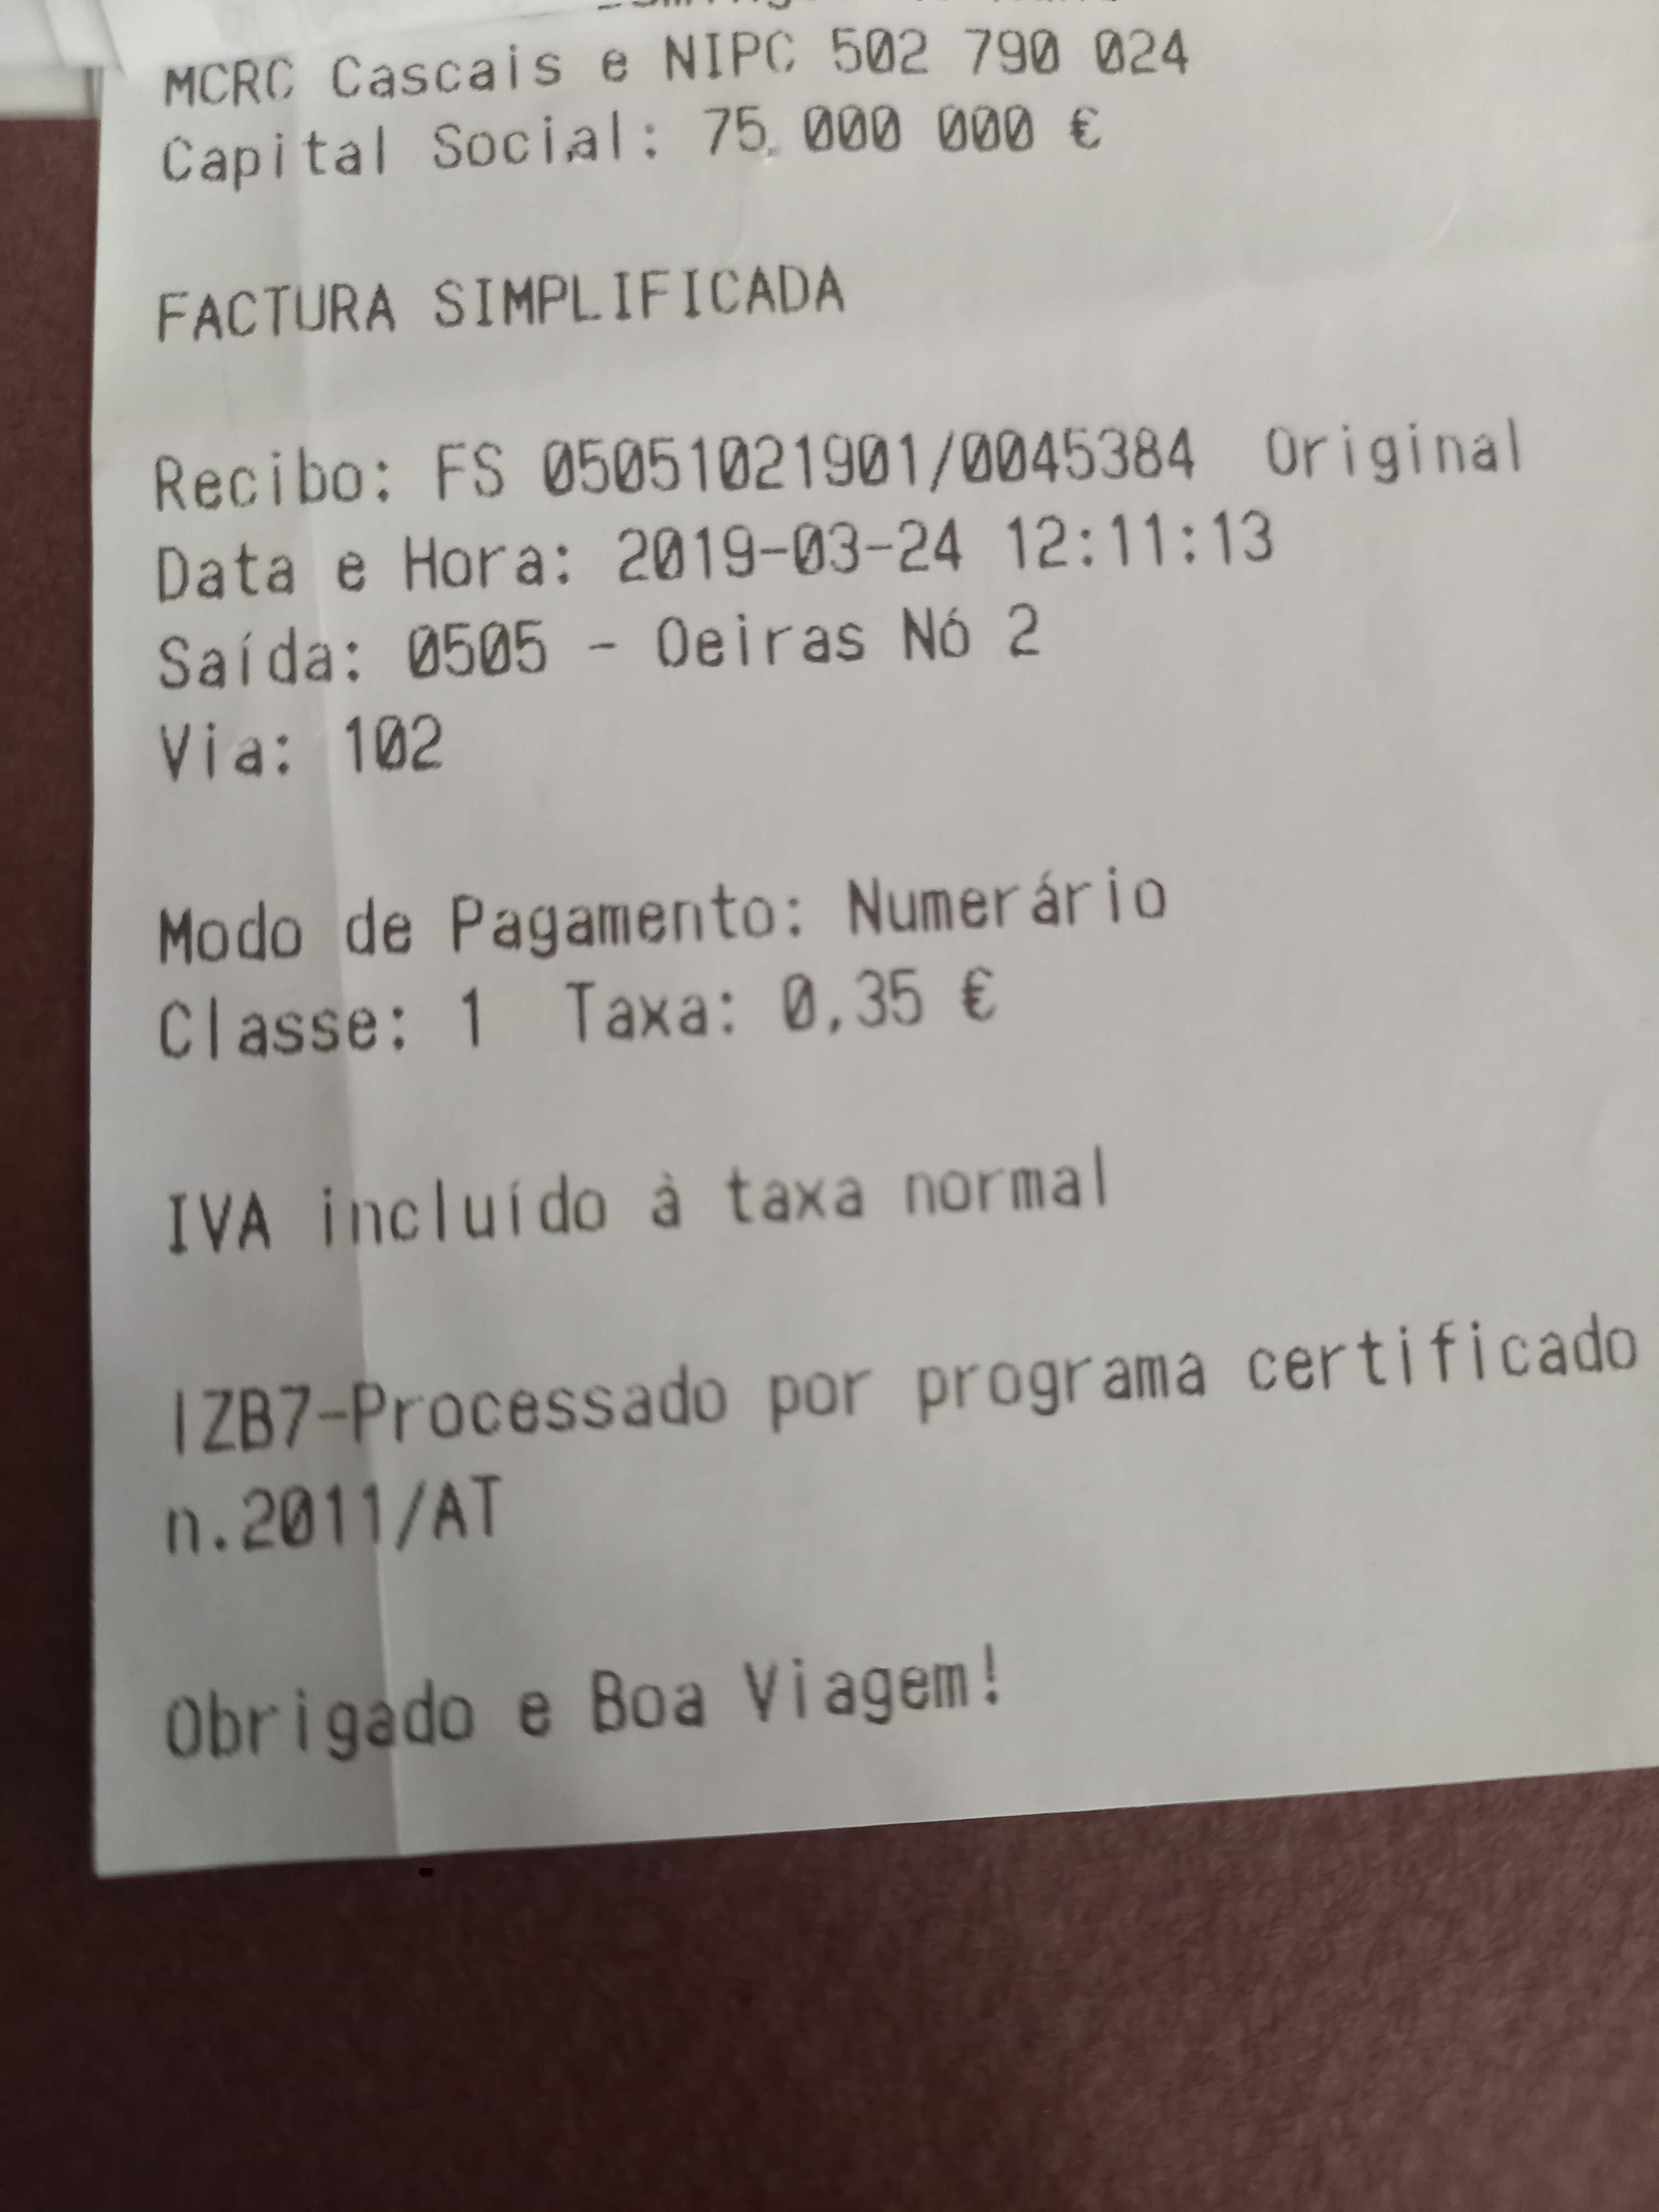 MCRC Cascais e NIPC 502 790 024
Capital Social: 75. 000 000 €
FACTURA SIMPLIFICADA
Recibo: FS 05051021901/0045384 Original
Data e Hora: 2019-03-24 12:11:13
Saída: 0505 - Oeiras Nó 2
Via: 102
Modo de Pagamento: Numerário
Classe: 1 Taxa: 0,35 €
IVA incluído à taxa normal
IZB7-Processado por programa certificado
n.2011/AT
Obrigado e Boa Viagem!